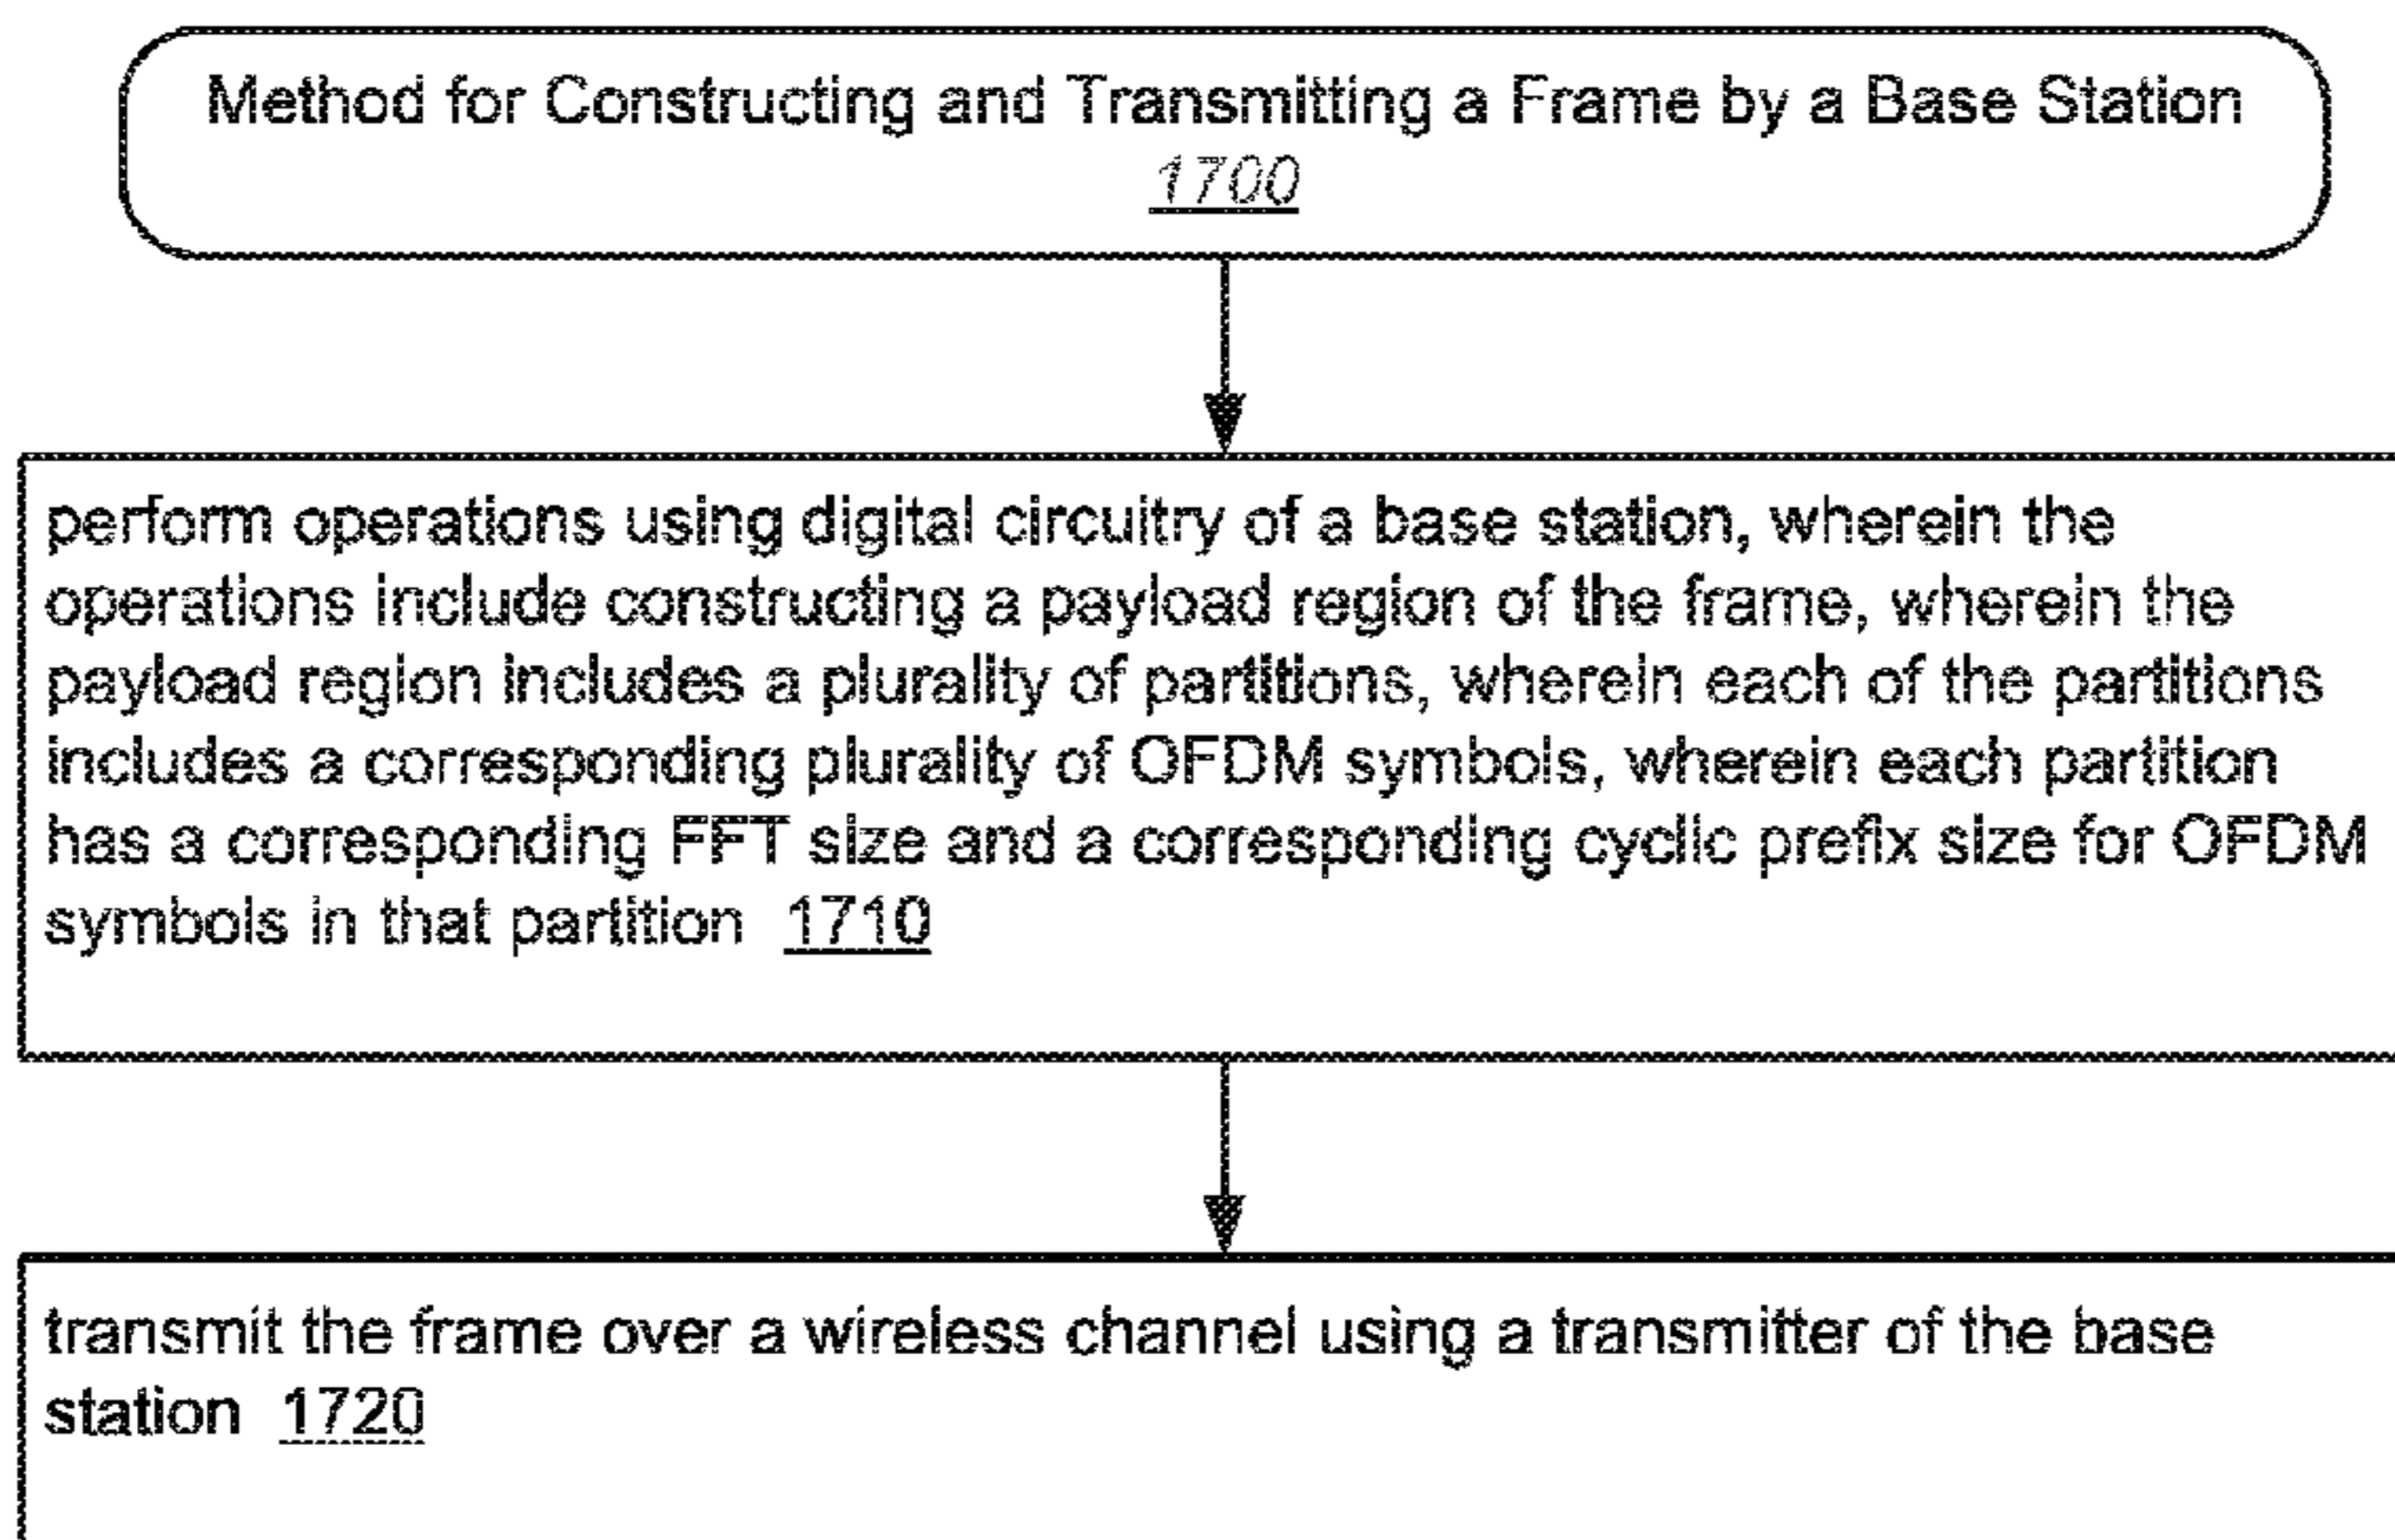 Method for Constructing and Transmitting a Frame by a Base Station
1700
perform operations using digital circuitry of a base station, wherein the
operations include constructing a payload region of the frame, wherein the
payload region includes a plurality of partitions, wherein each of the partitions
includes a corresponding plurality of OFDM symbols, wherein each partition
has a corresponding FFT size and a corresponding cyclic prefix size for OFDM
symbols in that partition 1710
transmit the frame over a wireless channel using a transmitter of the base
station 1720